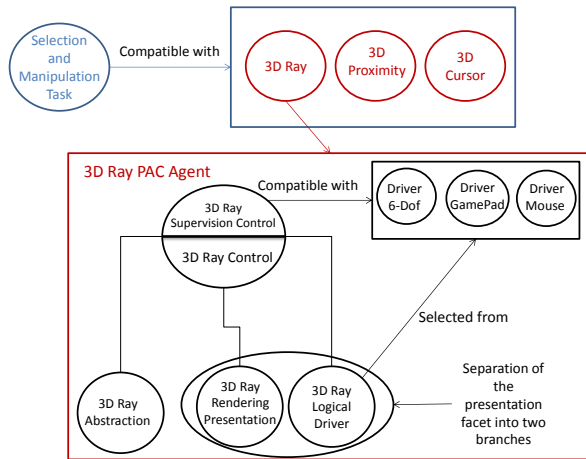 Selection
and
Manipulation
Task
Compatible with
3D Ray
3D
Proximity
3D
Cursor
3D Ray PAC Agent
Compatible with
Driver
6-Dof
Driver
GamePad
Driver
Mouse
3D Ray
Supervision Control
3D Ray Control
Selected from
3D Ray
Abstraction
3D Ray
Rendering
Presentation
3D Ray
Logical
Driver
Separation of
the
presentation
facet into two
branches